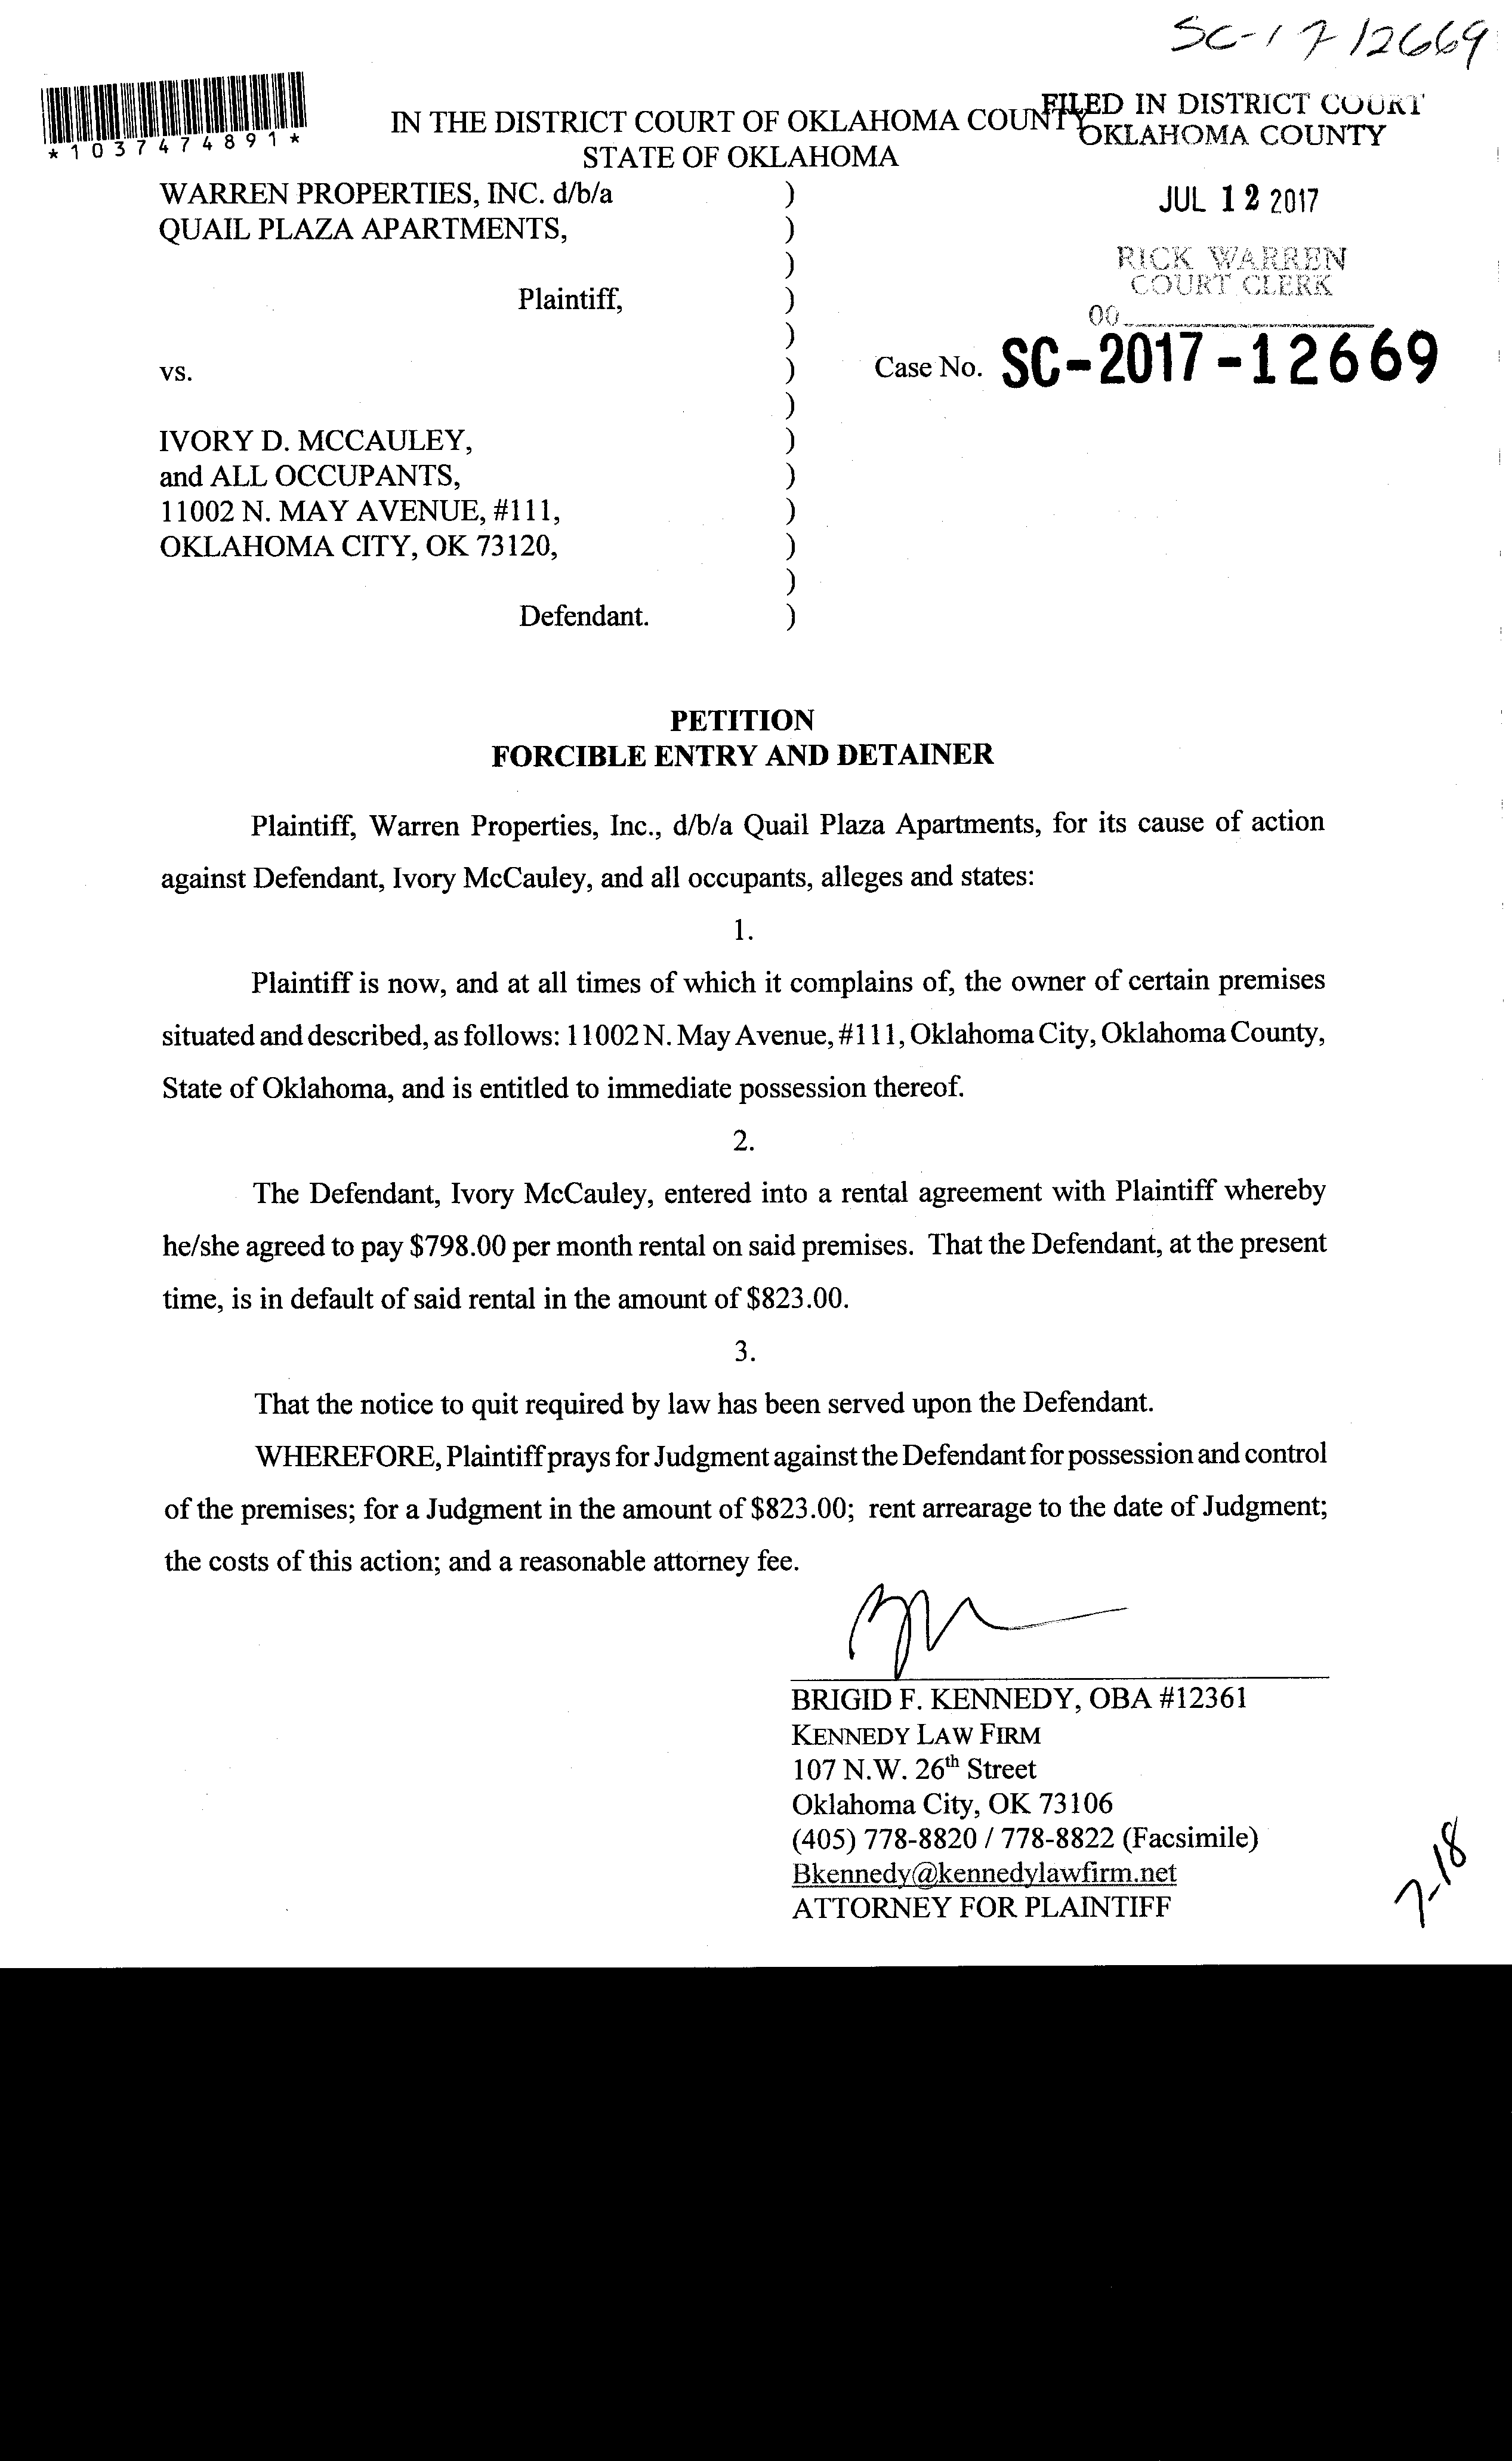 SC-17-12669
*1037474891*
IN THE DISTRICT COURT OF OKLAHOMA COUNTY
STATE OF OKLAHOMA
FILED IN DISTRICT COURT
OKLAHOMA COUNTY
JUL 12 2017
RICK WARREN
COURT CLERK
00
WARREN PROPERTIES, INC. d/b/a )
QUAIL PLAZA APARTMENTS, )
)
Plaintiff, )
)
vs. ) Case No. SC-2017-12669
)
IVORY D. MCCAULEY, )
and ALL OCCUPANTS, )
11002 N. MAY AVENUE, #111, )
OKLAHOMA CITY, OK 73120, )
)
Defendant. )
PETITION
FORCIBLE ENTRY AND DETAINER
Plaintiff, Warren Properties, Inc., d/b/a Quail Plaza Apartments, for its cause of action
against Defendant, Ivory McCauley, and all occupants, alleges and states:
1.
Plaintiff is now, and at all times of which it complains of, the owner of certain premises
situated and described, as follows: 11002 N. May Avenue, #111, Oklahoma City, Oklahoma County,
State of Oklahoma, and is entitled to immediate possession thereof.
2.
The Defendant, Ivory McCauley, entered into a rental agreement with Plaintiff whereby
he/she agreed to pay $798.00 per month rental on said premises. That the Defendant, at the present
time, is in default of said rental in the amount of $823.00.
3.
That the notice to quit required by law has been served upon the Defendant.
WHEREFORE, Plaintiff prays for Judgment against the Defendant for possession and control
of the premises; for a Judgment in the amount of $823.00; rent arrearage to the date of Judgment;
the costs of this action; and a reasonable attorney fee.
BRIGID F. KENNEDY, OBA #12361
KENNEDY LAW FIRM
107 N.W. 26th Street
Oklahoma City, OK 73106
(405) 778-8820 / 778-8822 (Facsimile)
Bkennedy@kennedylawfirm.net
ATTORNEY FOR PLAINTIFF
7-18